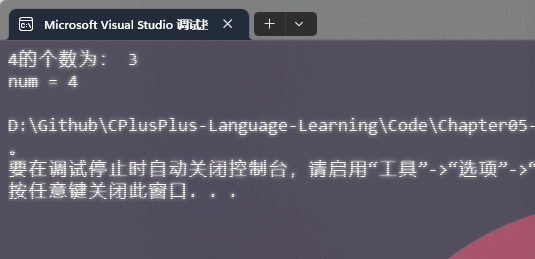 Microsoft Visual Studio 调试
4的个数为： 3
num = 4
D:\Github\CPlusPlus-Language-Learning\Code\Chapter05-
。
要在调试停止时自动关闭控制台，请启用“工具”->“选项”->“
按任意键关闭此窗口. . .